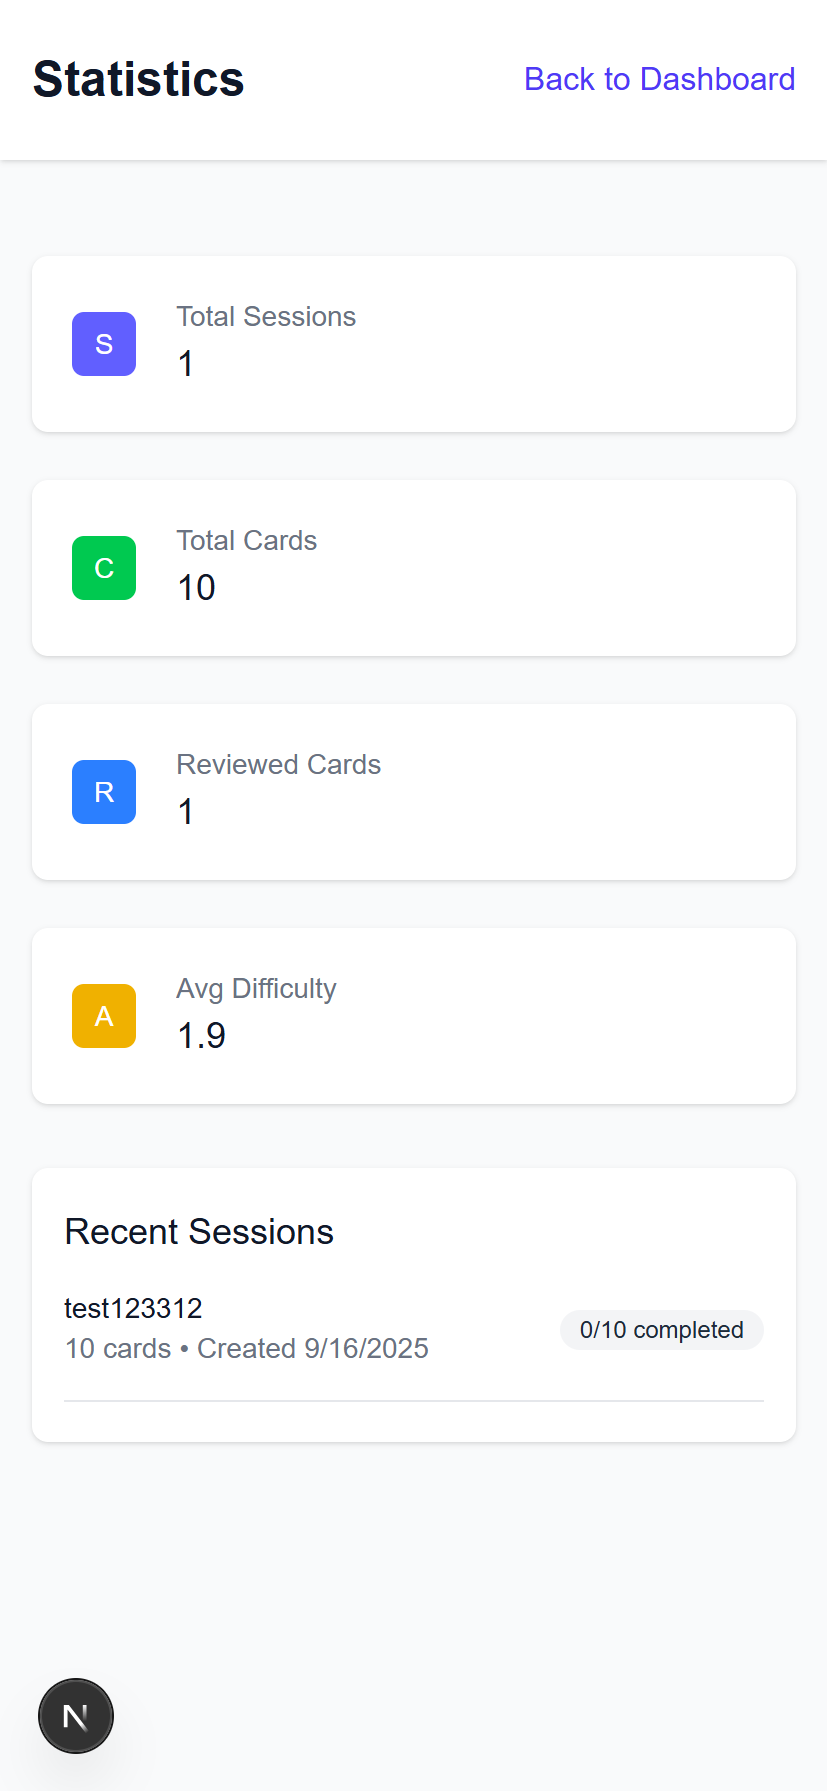 Statistics
Back to Dashboard
S
Total Sessions
1
C
Total Cards
10
R
Reviewed Cards
1
A
Avg Difficulty
1.9
Recent Sessions
test123312
10 cards • Created 9/16/2025
0/10 completed
N